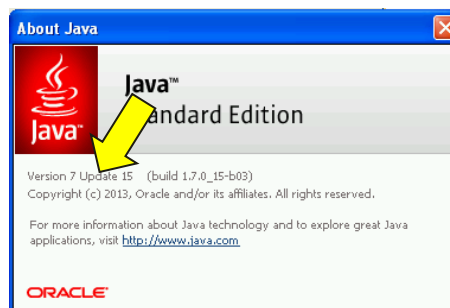 About Java
Java™
Java™
ndard Edition
Version 7 Update 15 (build 1.7.0_15-b03)
Copyright (c) 2013, Oracle and/or its affiliates. All rights reserved.
For more information about Java technology and to explore great Java
applications, visit http://www.java.com
ORACLE®